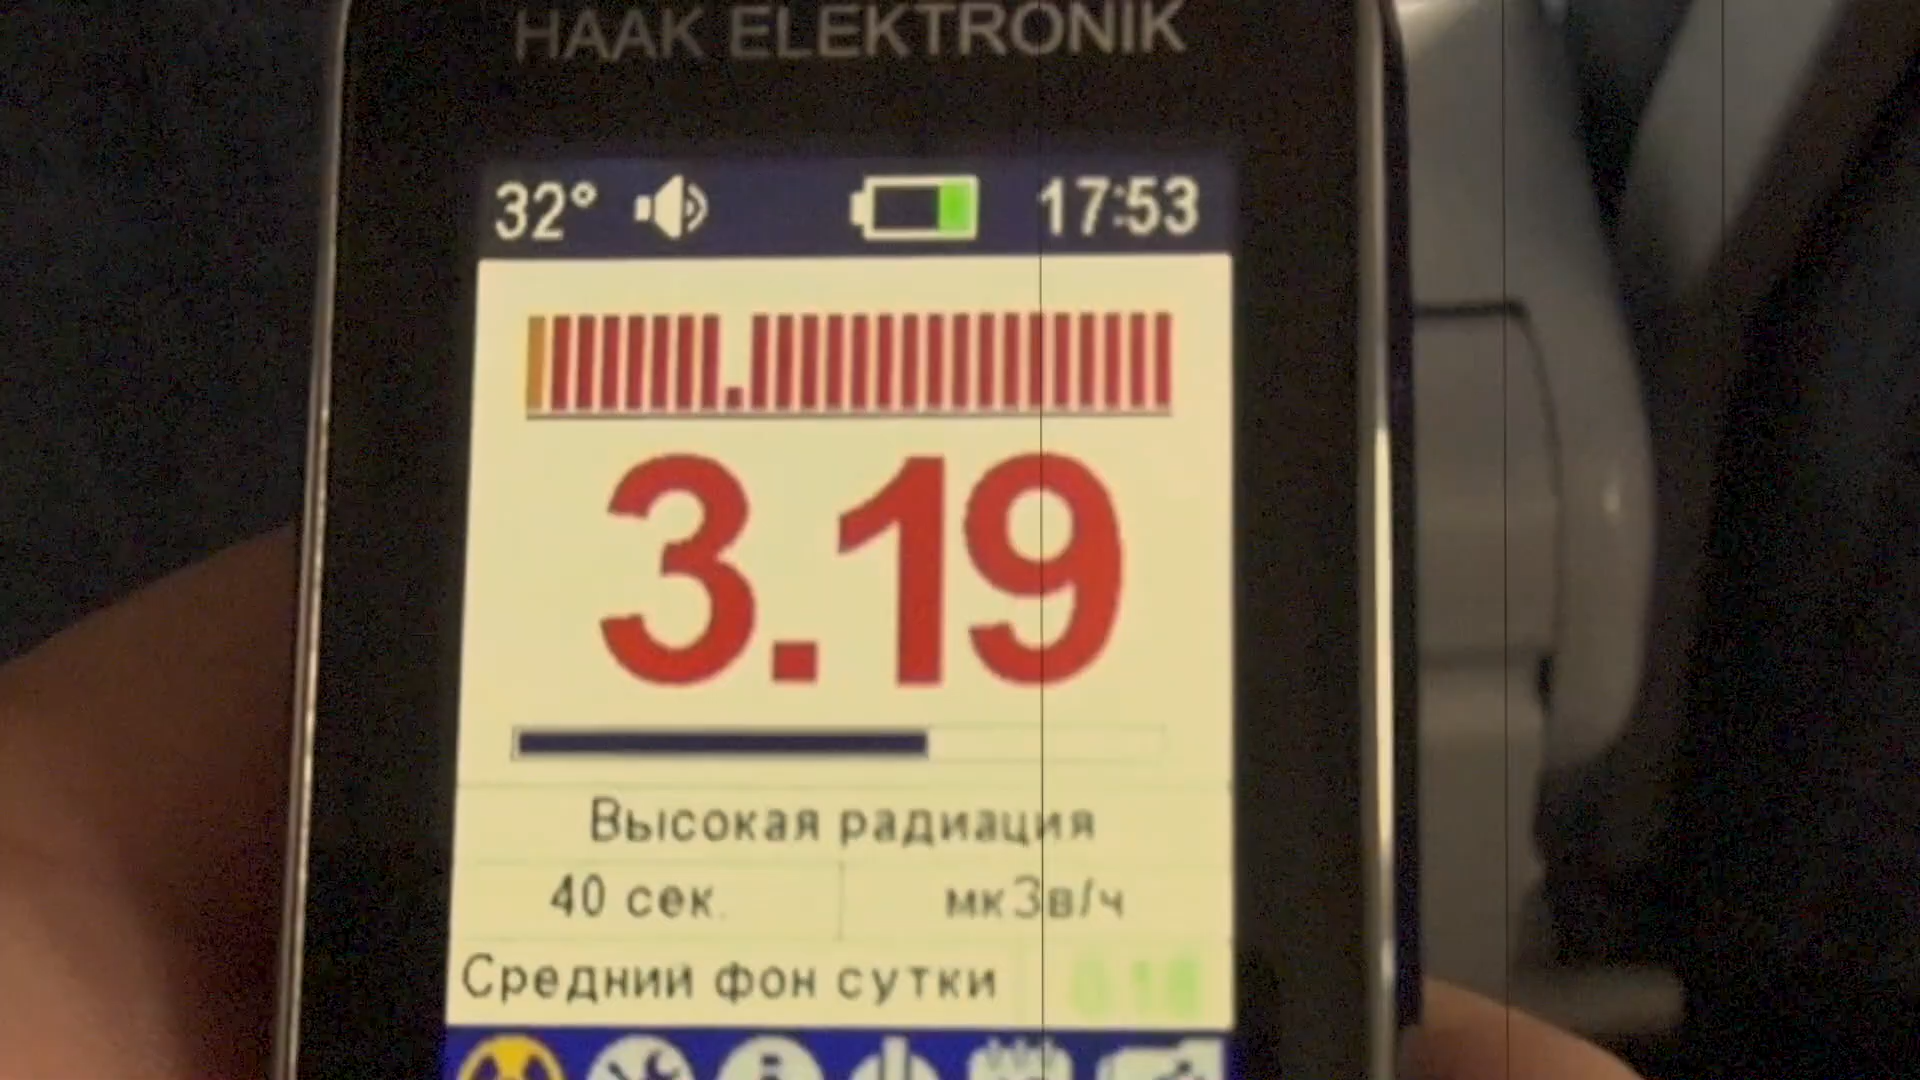 HAAK ELEKTRONIK
32° 17:53
3.19
Высокая радиация
40 сек. мкЗв/ч
Средний фон сутки